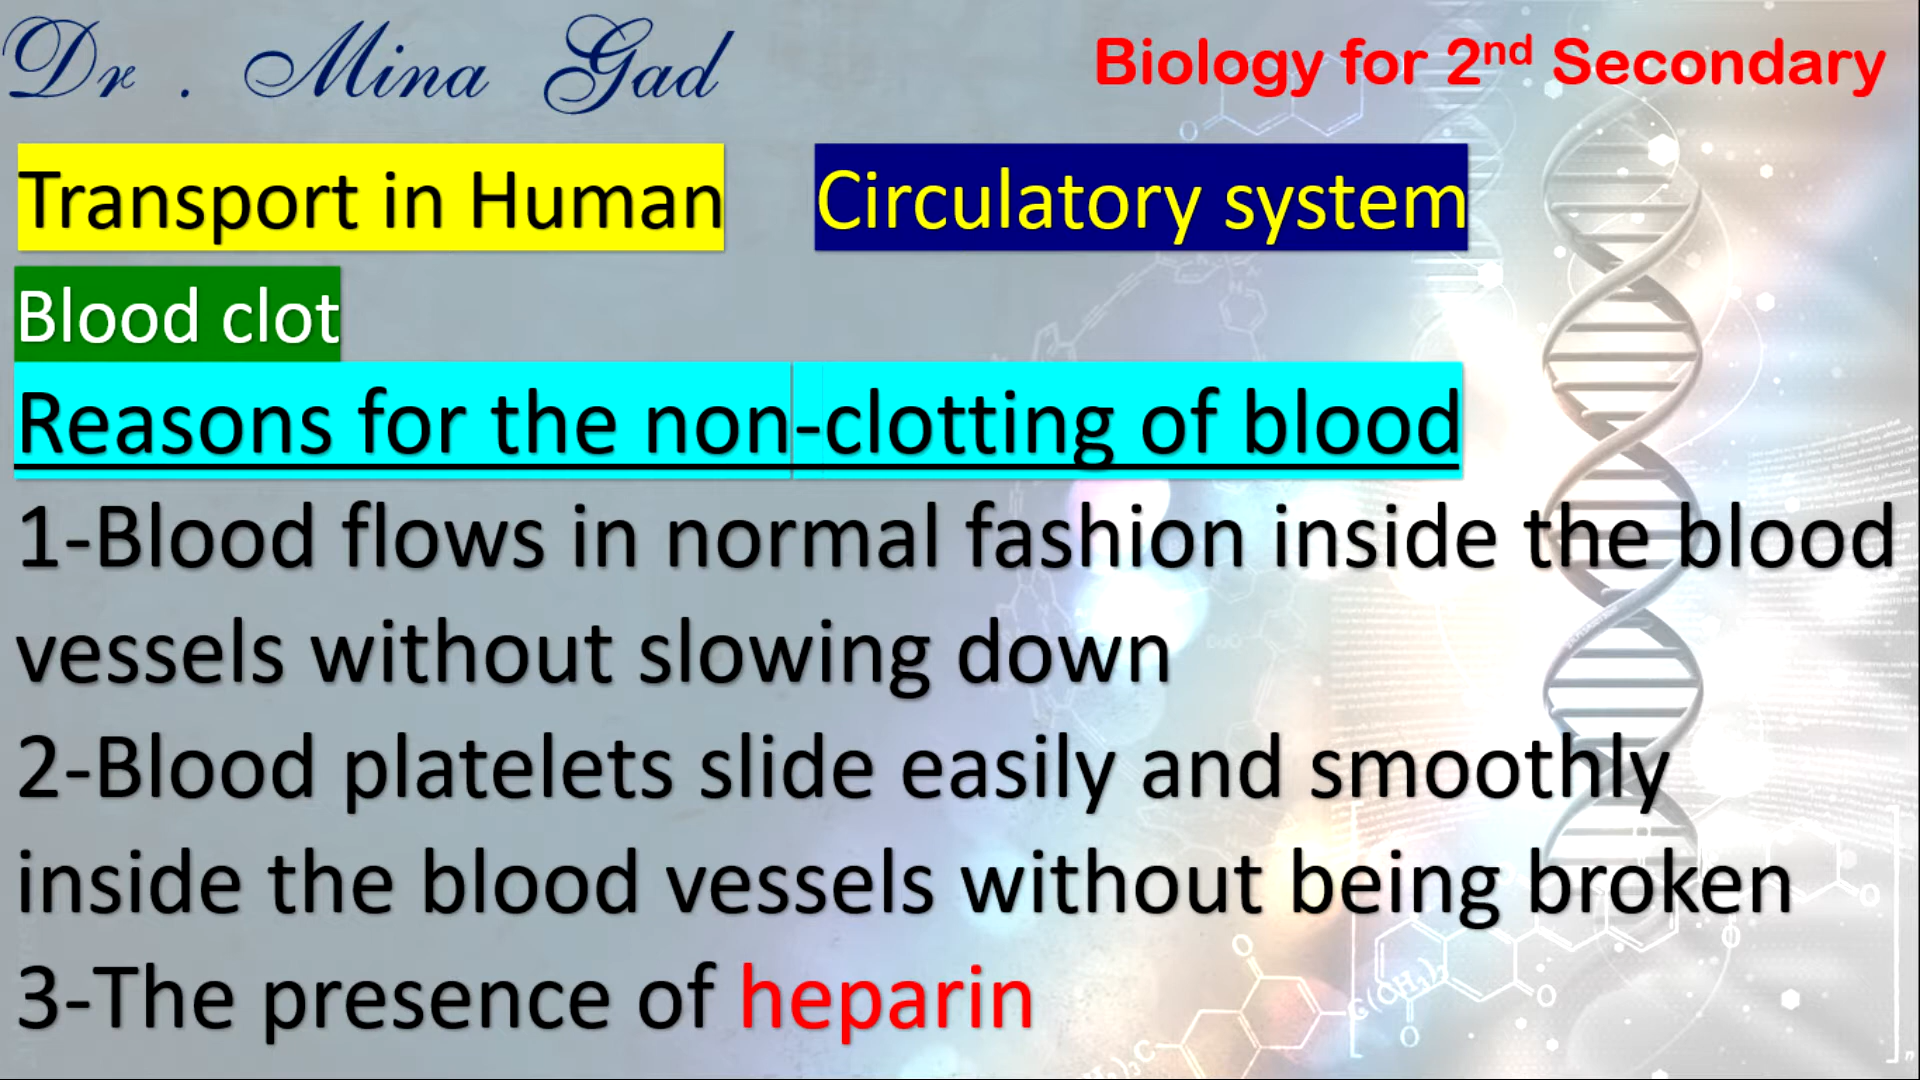 Dr . Mina Gad
Biology for 2nd Secondary
Transport in Human
Circulatory system
Blood clot
Reasons for the non-clotting of blood
1-Blood flows in normal fashion inside the blood
vessels without slowing down
2-Blood platelets slide easily and smoothly
inside the blood vessels without being broken
3-The presence of heparin